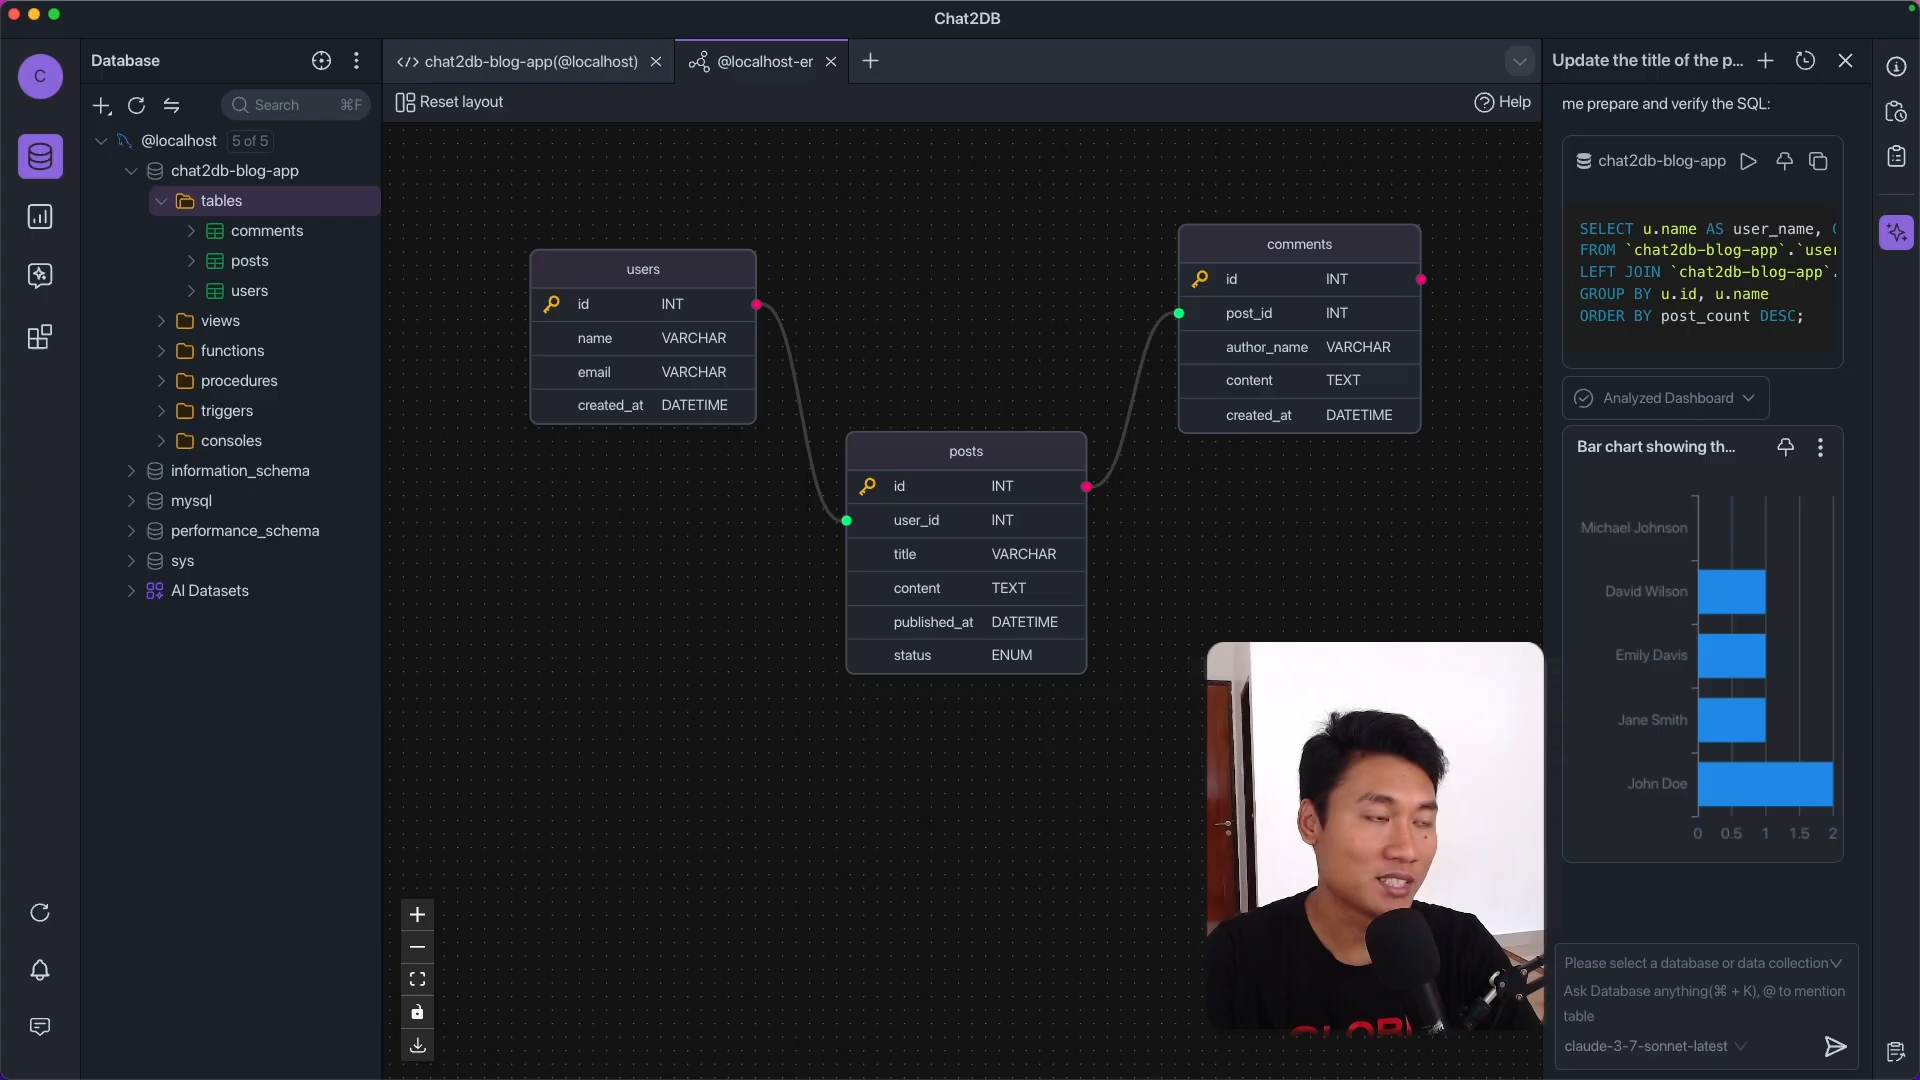 Chat2DB
C
Database
Search ⌘F
@localhost 5 of 5
chat2db-blog-app
tables
comments
posts
users
views
functions
procedures
triggers
consoles
information_schema
mysql
performance_schema
sys
AI Datasets
</> chat2db-blog-app(@localhost)
@localhost-er
Reset layout
Help
users
id INT
name VARCHAR
email VARCHAR
created_at DATETIME
posts
id INT
user_id INT
title VARCHAR
content TEXT
published_at DATETIME
status ENUM
comments
id INT
post_id INT
author_name VARCHAR
content TEXT
created_at DATETIME
Update the title of the p...
me prepare and verify the SQL:
chat2db-blog-app
SELECT u.name AS user_name,
FROM `chat2db-blog-app`.`user
LEFT JOIN `chat2db-blog-app`.
GROUP BY u.id, u.name
ORDER BY post_count DESC;
Analyzed Dashboard
Bar chart showing th...
Michael Johnson
David Wilson
Emily Davis
Jane Smith
John Doe
0 0.5 1 1.5 2
Please select a database or data collection
Ask Database anything(⌘ + K), @ to mention
table
claude-3-7-sonnet-latest